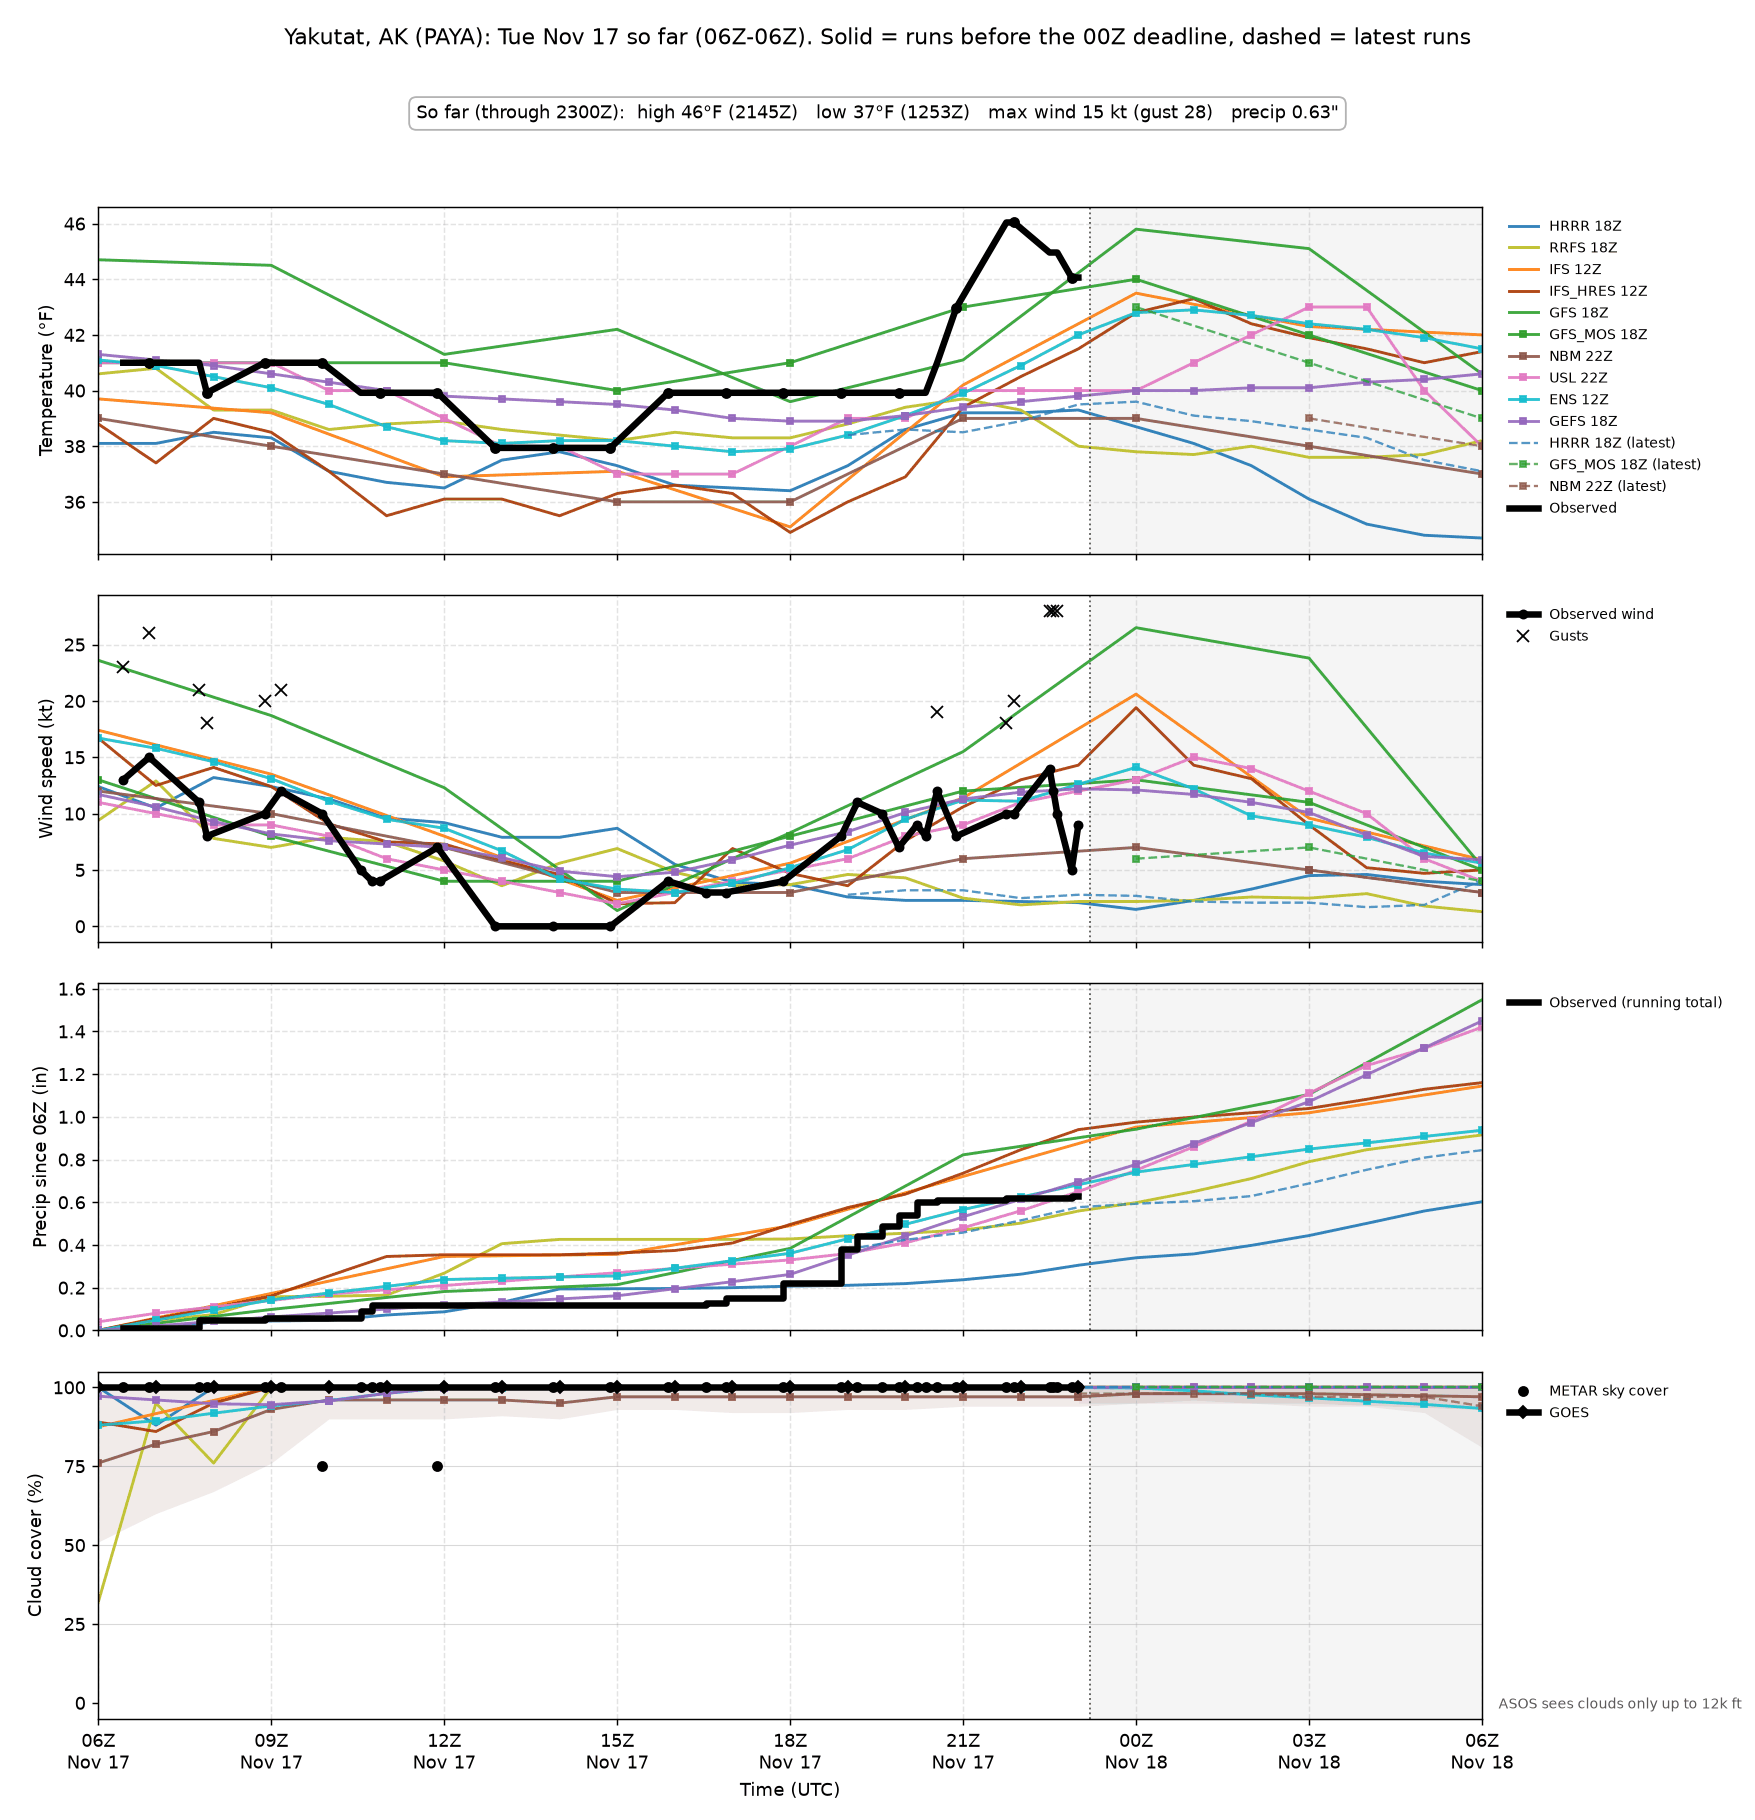 Yakutat, AK (PAYA): Tue Nov 17 so far (06Z-06Z). Solid = runs before the 00Z deadline, dashed = latest runs
So far (through 2300Z):  high 46°F (2145Z)   low 37°F (1253Z)   max wind 15 kt (gust 28)   precip 0.63"
Temperature (°F)
46
44
42
40
38
36
HRRR 18Z
RRFS 18Z
IFS 12Z
IFS_HRES 12Z
GFS 18Z
GFS_MOS 18Z
NBM 22Z
USL 22Z
ENS 12Z
GEFS 18Z
HRRR 18Z (latest)
GFS_MOS 18Z (latest)
NBM 22Z (latest)
Observed
Wind speed (kt)
25
20
15
10
5
0
Observed wind
Gusts
Precip since 06Z (in)
1.6
1.4
1.2
1.0
0.8
0.6
0.4
0.2
0.0
Observed (running total)
Cloud cover (%)
100
75
50
25
0
METAR sky cover
GOES
ASOS sees clouds only up to 12k ft
06Z
Nov 17
09Z
Nov 17
12Z
Nov 17
15Z
Nov 17
18Z
Nov 17
21Z
Nov 17
00Z
Nov 18
03Z
Nov 18
06Z
Nov 18
Time (UTC)